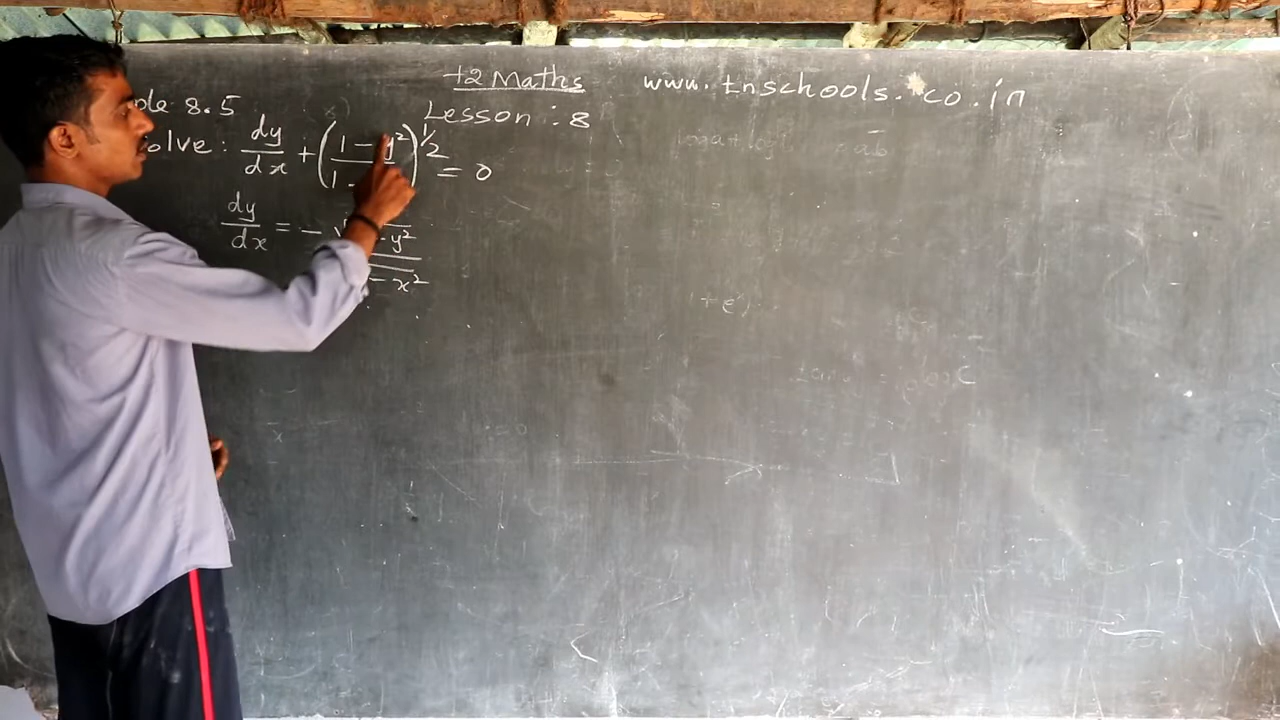 +2 Maths
www.tnschools.co.in
Lesson : 8
8.5
olve : dy/dx + (1 - y²/1 -)^1/2 = 0
dy/dx = - √ - y²/ - x²